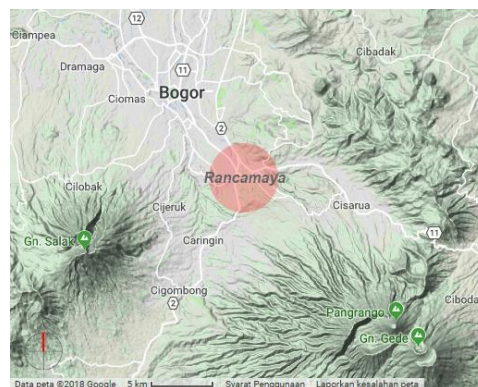 12
Ciampea
Cibadak
Dramaga
11
Bogor
Ciomas
2
Rancamaya
Cilobak
Cijeruk
Cisarua
Gn. Salak
Caringin
11
Cigombong
2
Pangrango
Ciboda
Gn. Gede
Data peta ©2018 Google 5 km Syarat Penggunaan Laporkan kesalahan peta